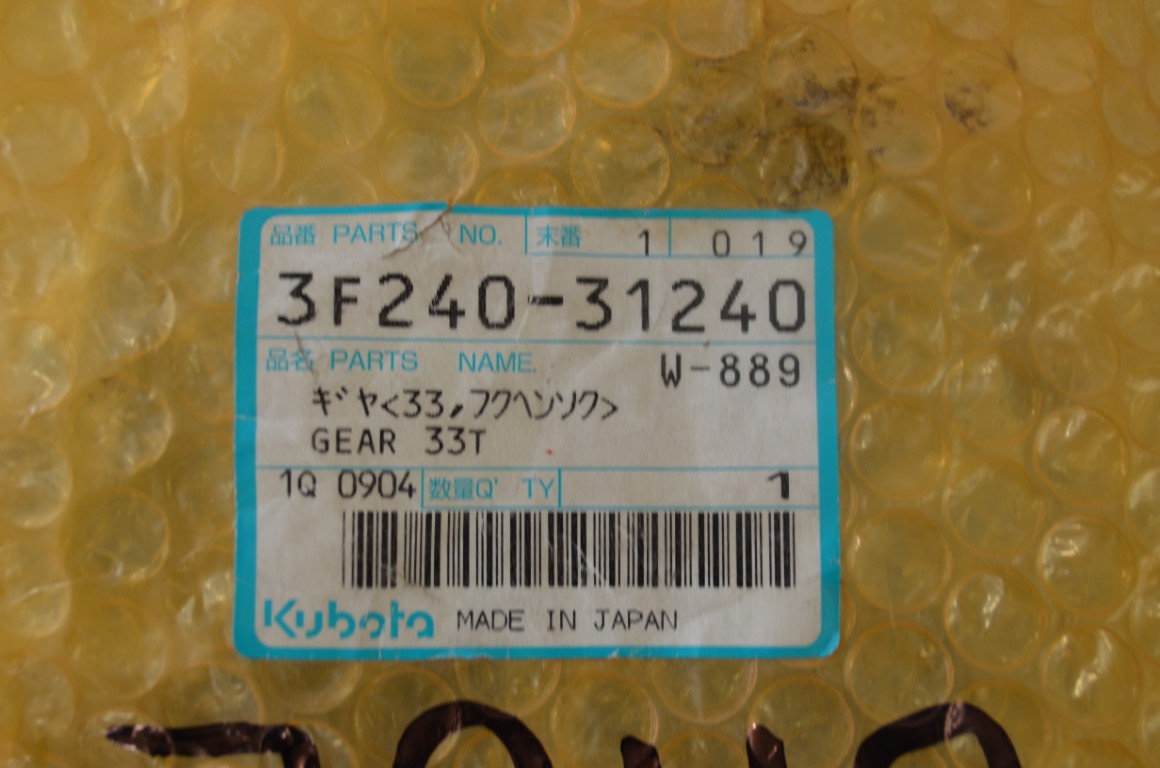 品番 PARTS NO. 末番 1 019
3F240-31240
品名 PARTS NAME. W-889
ギヤ<33,フクヘンソク>
GEAR 33T
1Q 0904 数量Q'TY 1
Kubota MADE IN JAPAN